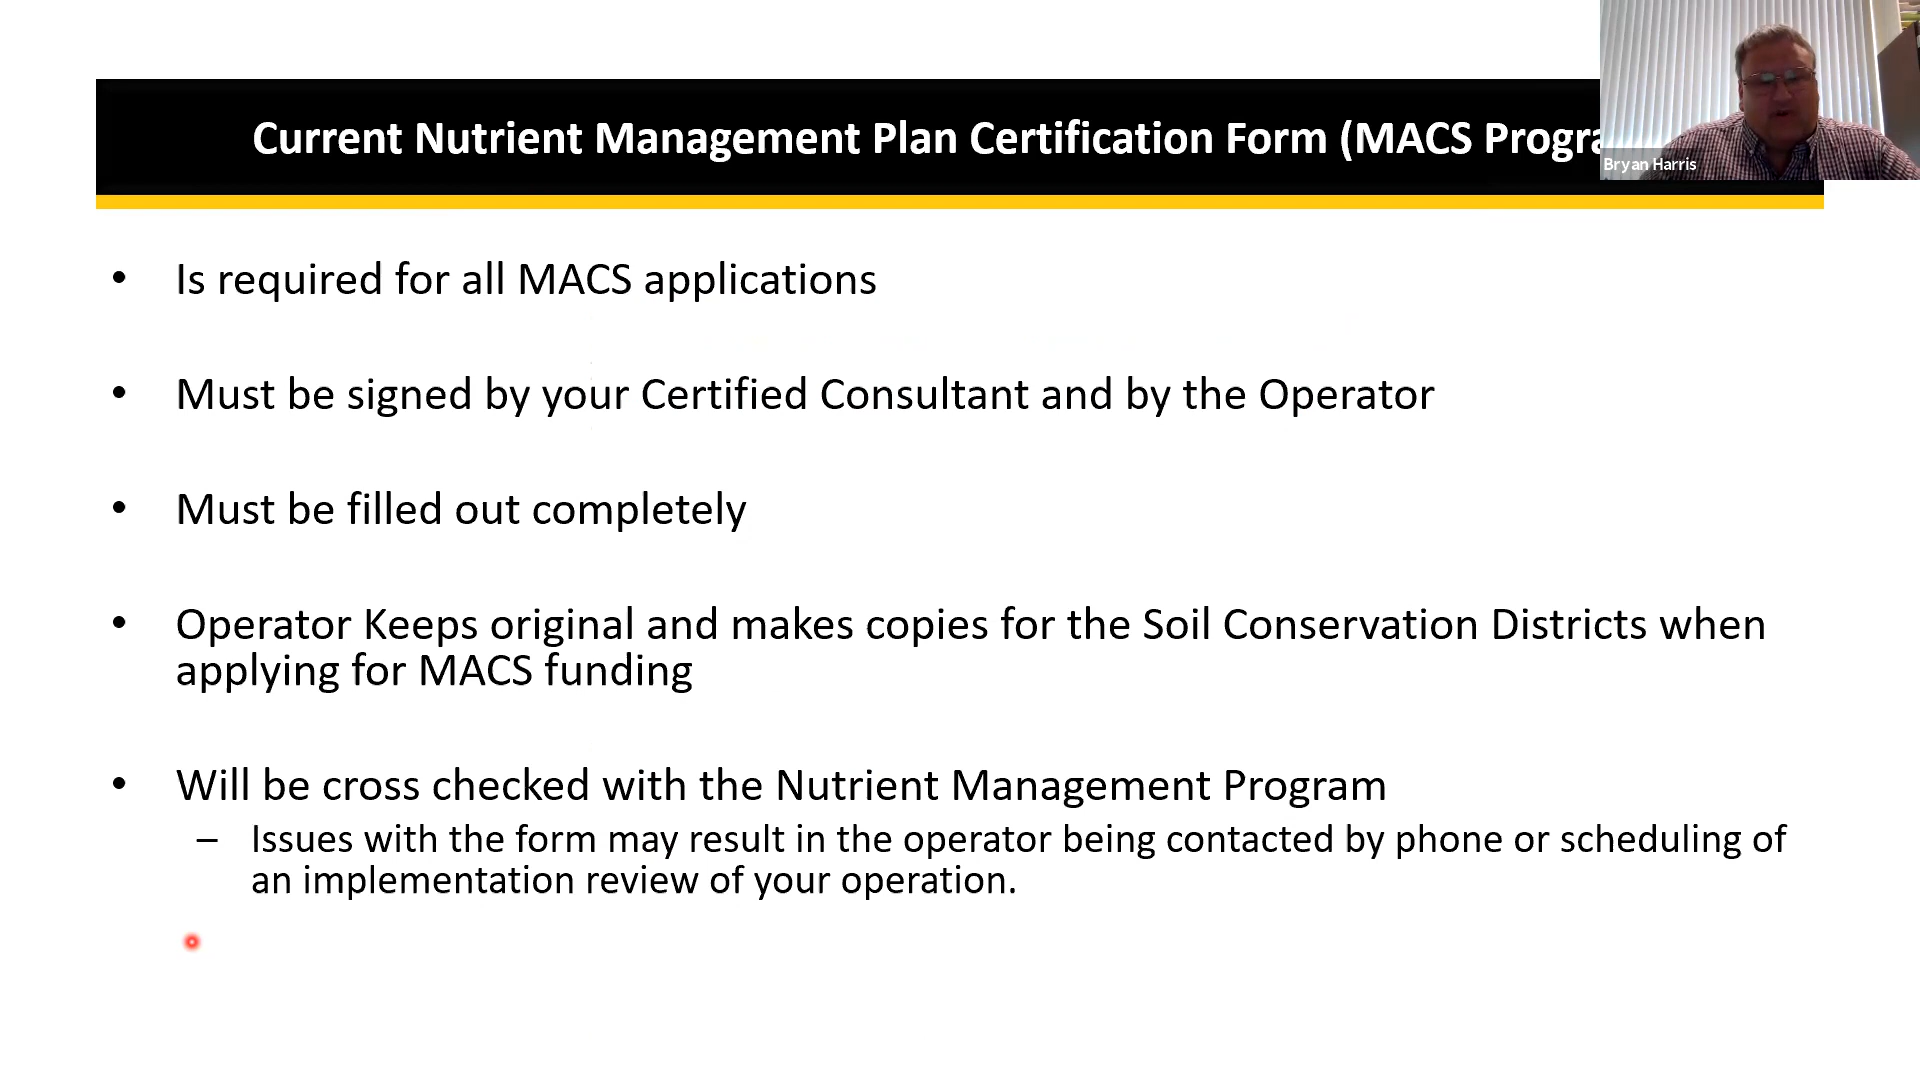 Current Nutrient Management Plan Certification Form (MACS Progra
Bryan Harris
• Is required for all MACS applications
• Must be signed by your Certified Consultant and by the Operator
• Must be filled out completely
• Operator Keeps original and makes copies for the Soil Conservation Districts when
applying for MACS funding
• Will be cross checked with the Nutrient Management Program
– Issues with the form may result in the operator being contacted by phone or scheduling of
an implementation review of your operation.